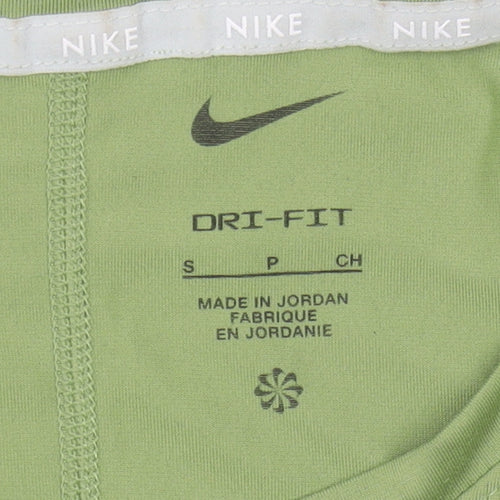 NIKE NIKE NIKE
DRI-FIT
S P CH
MADE IN JORDAN
FABRIQUE
EN JORDANIE